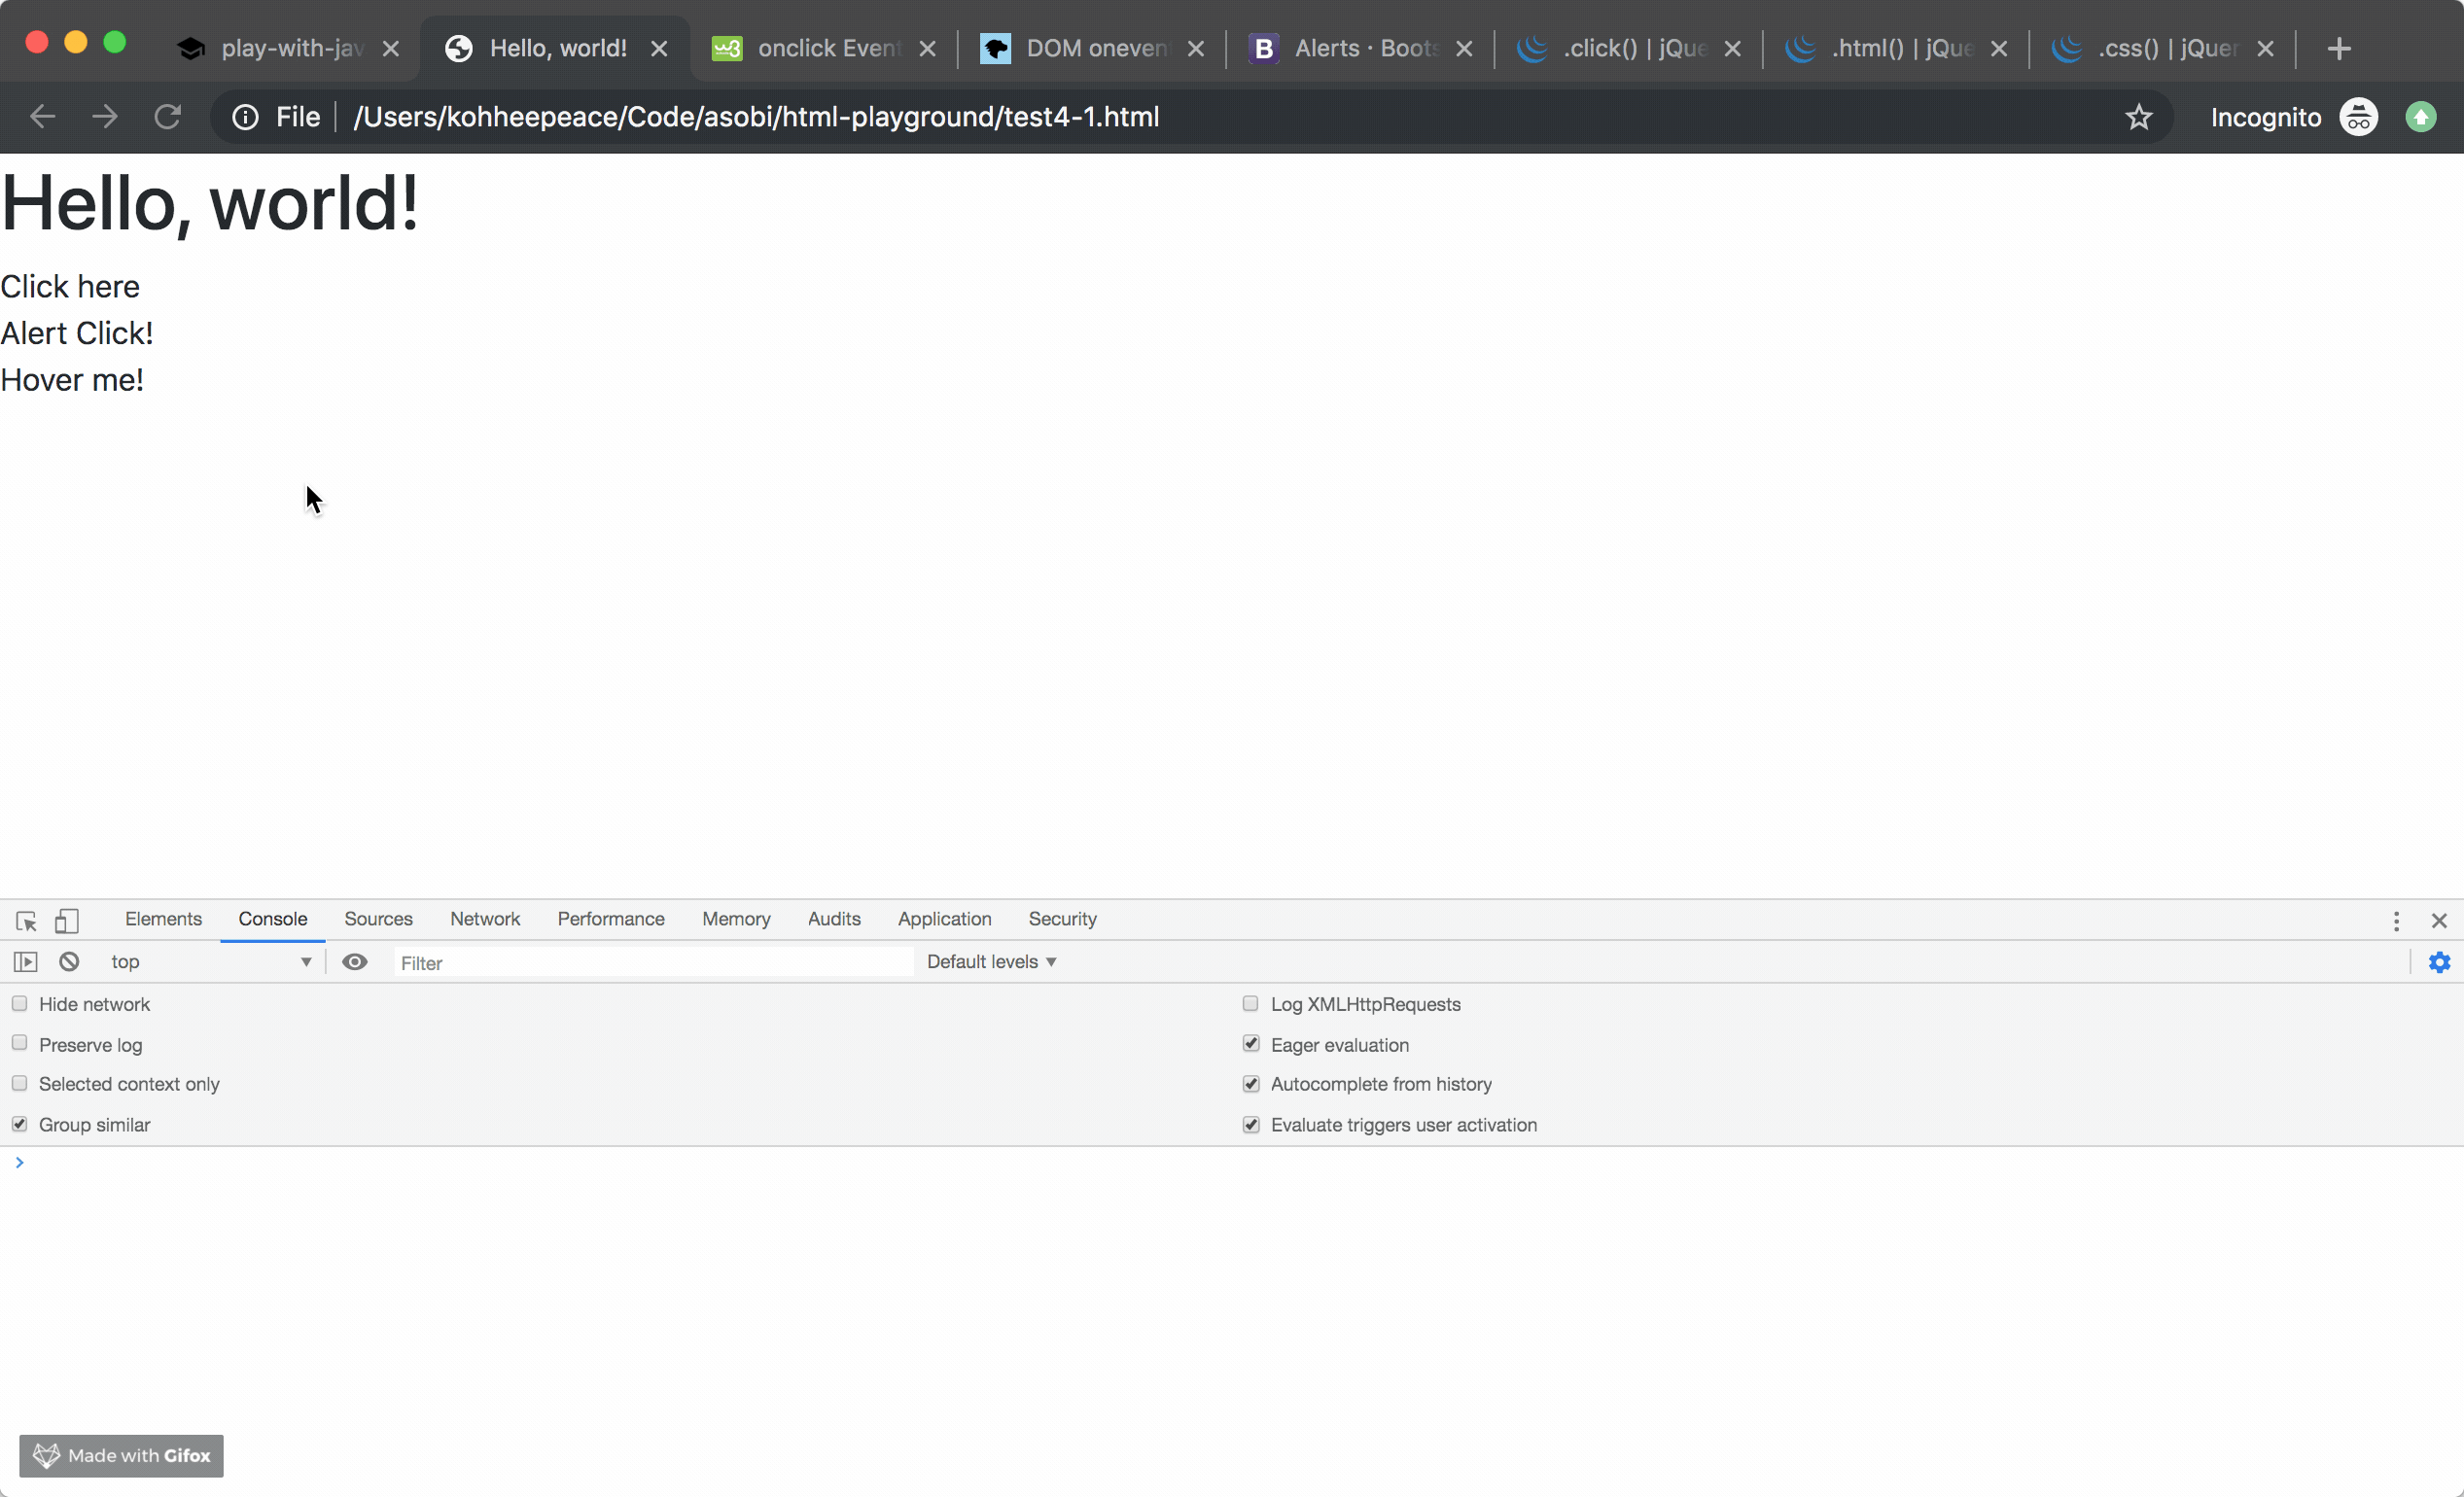 play-with-jav
Hello, world!
onclick Event
DOM oneven
Alerts · Boots
.click() | jQue
.html() | jQue
.css() | jQuer
File
/Users/kohheepeace/Code/asobi/html-playground/test4-1.html
Incognito
Hello, world!
Click here
Alert Click!
Hover me!
Elements Console Sources Network Performance Memory Audits Application Security
top
Filter
Default levels
Hide network
Log XMLHttpRequests
Preserve log
Eager evaluation
Selected context only
Autocomplete from history
Group similar
Evaluate triggers user activation
Made with Gifox